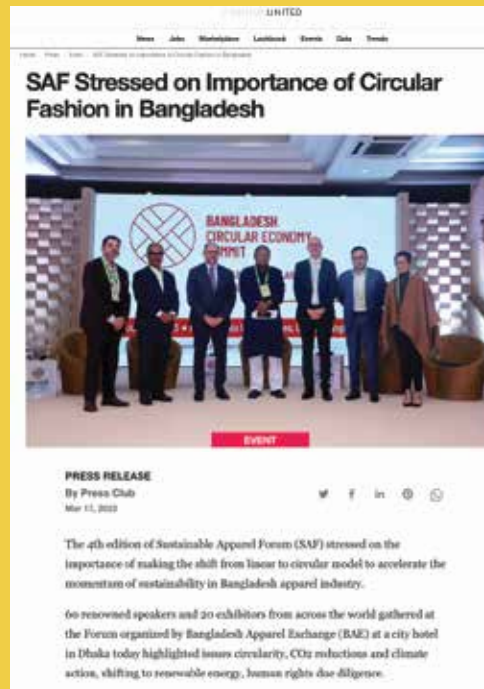 UNITED
News Jobs Marketplace Lookbook Events Data Trends
SAF Stressed on Importance of Circular
Fashion in Bangladesh
BANGLADESH
CIRCULAR ECONOMY
SUMMIT
EVENT
PRESS RELEASE
By Press Club
The 4th edition of Sustainable Apparel Forum (SAF) stressed on the
importance of making the shift from linear to circular model to accelerate the
momentum of sustainability in Bangladesh apparel industry.
60 renowned speakers and 20 exhibitors from across the world gathered at
the Forum organized by Bangladesh Apparel Exchange (BAE) at a city hotel
in Dhaka today highlighted issues circularity, CO2 reductions and climate
action, shifting to renewable energy, human rights due diligence.